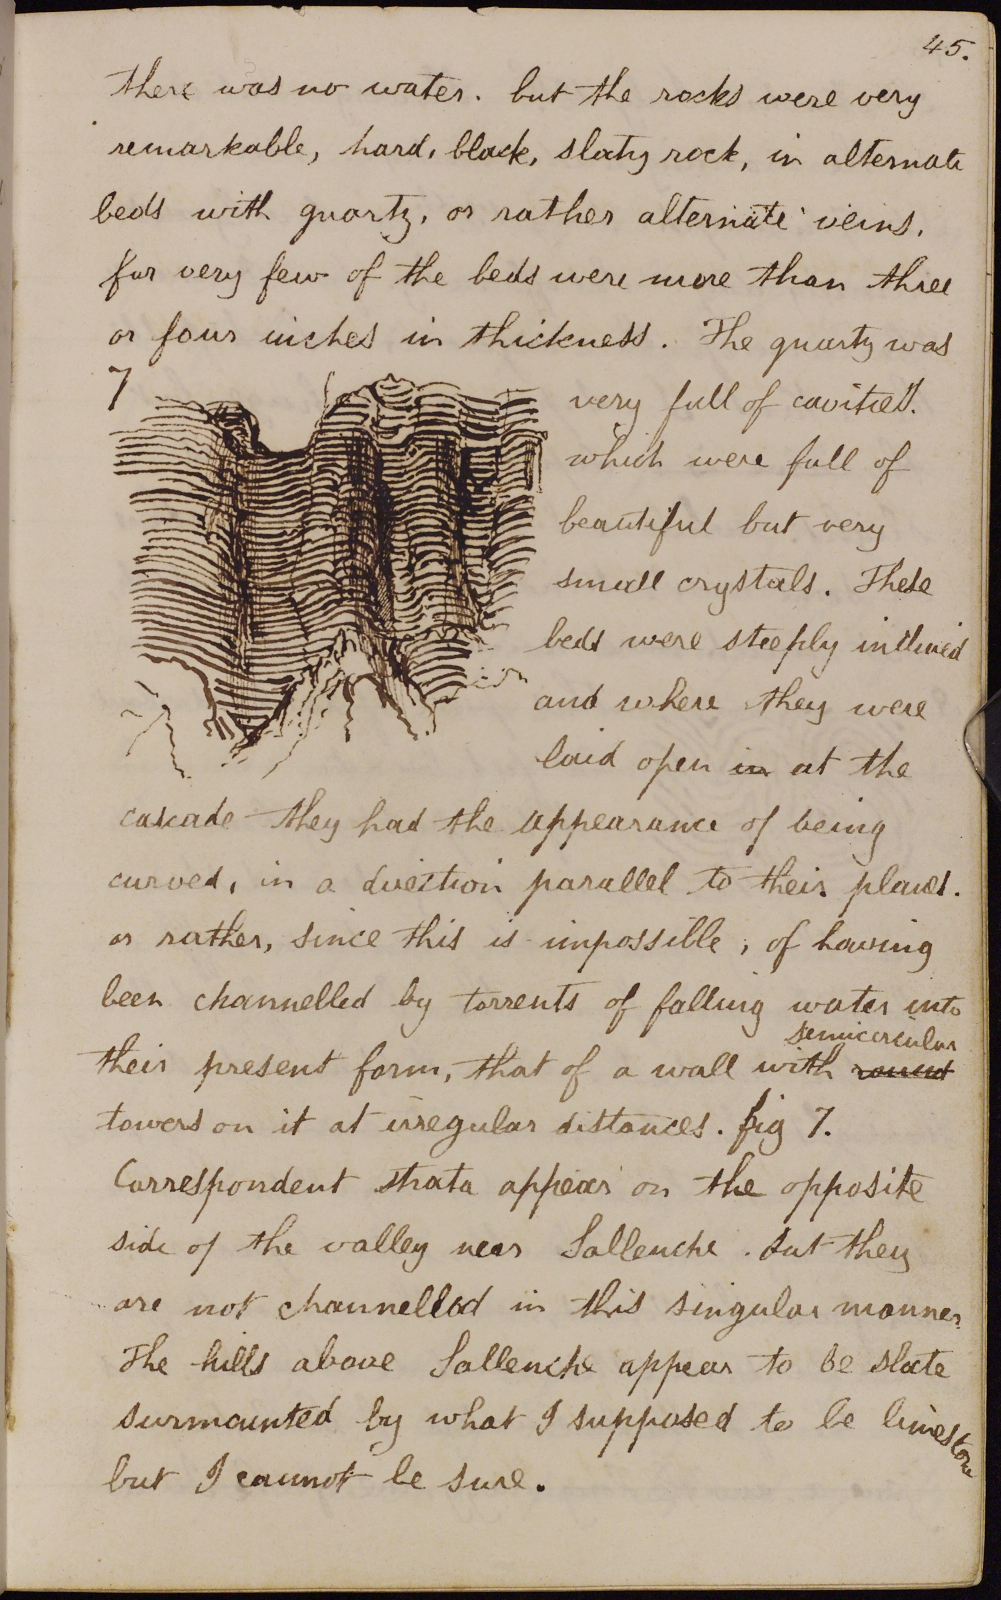 45.
there was no water. but the rocks were very
remarkable, hard, black, slaty rock, in alternate
beds with quartz, or rather alternate veins,
for very few of the beds were more than three
or four inches in thickness. The quartz was
7
very full of cavities.
which were full of
beautiful but very
small crystals. These
beds were steeply inclined
and where they were
laid open in at the
cascade they had the appearance of being
curved, in a direction parallel to their planes.
or rather, since this is impossible, of having
been channelled by torrents of falling water into
semicircular
their present form, that of a wall with round
towers on it at irregular distances. fig 7.
Correspondent strata appear on the opposite
side of the valley near Sallenche. but they
are not channelled in this singular manner.
The hills above Sallenche appear to be slate
surmounted by what I supposed to be limestone
but I cannot be sure.